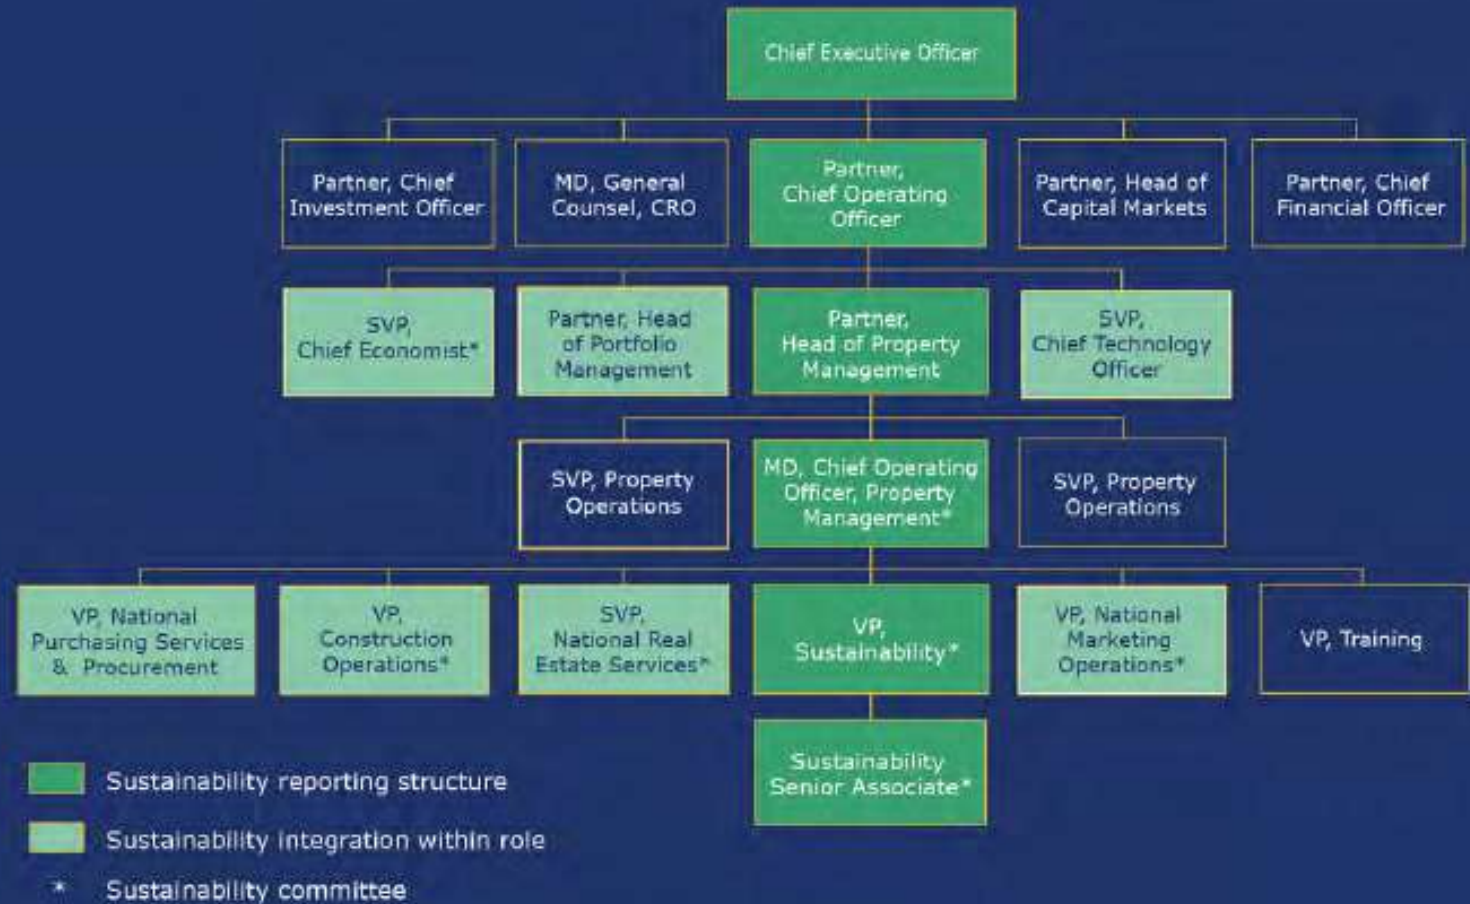 Chief Executive Officer
Partner, Chief
Investment Officer
MD, General
Counsel, CRO
Partner,
Chief Operating
Officer
Partner, Head of
Capital Markets
Partner, Chief
Financial Officer
SVP,
Chief Economist*
Partner, Head
of Portfolio
Management
Partner,
Head of Property
Management
SVP,
Chief Technology
Officer
SVP, Property
Operations
MD, Chief Operating
Officer, Property
Management*
SVP, Property
Operations
VP, National
Purchasing Services
& Procurement
VP,
Construction
Operations*
SVP,
National Real
Estate Services*
VP,
Sustainability*
VP, National
Marketing
Operations*
VP, Training
Sustainability
Senior Associate*
Sustainability reporting structure
Sustainability integration within role
* Sustainability committee